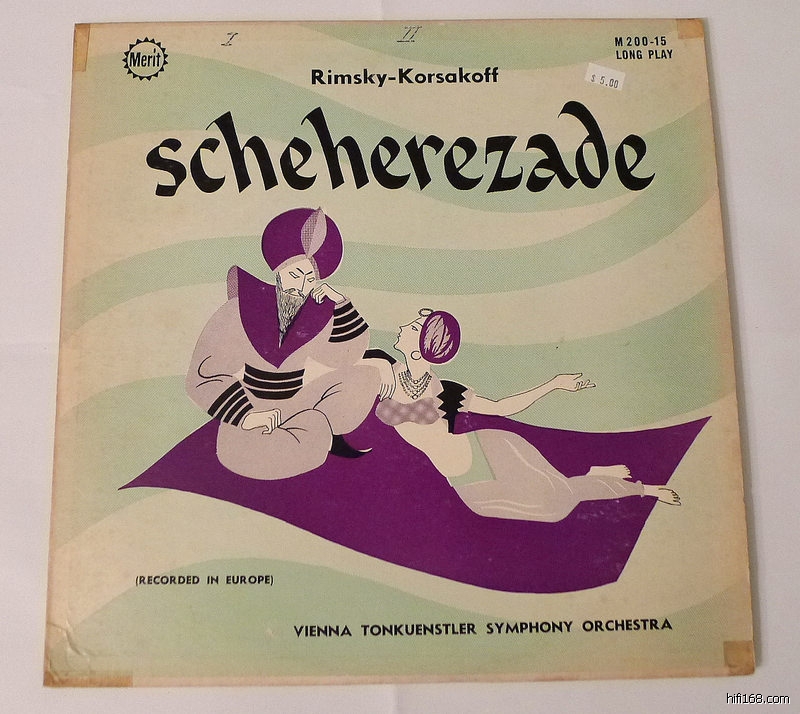 I II
M 200-15
LONG PLAY
Merit
Rimsky-Korsakoff
$ 5.00
scheherezade
(RECORDED IN EUROPE)
VIENNA TONKUENSTLER SYMPHONY ORCHESTRA
hifi168.com